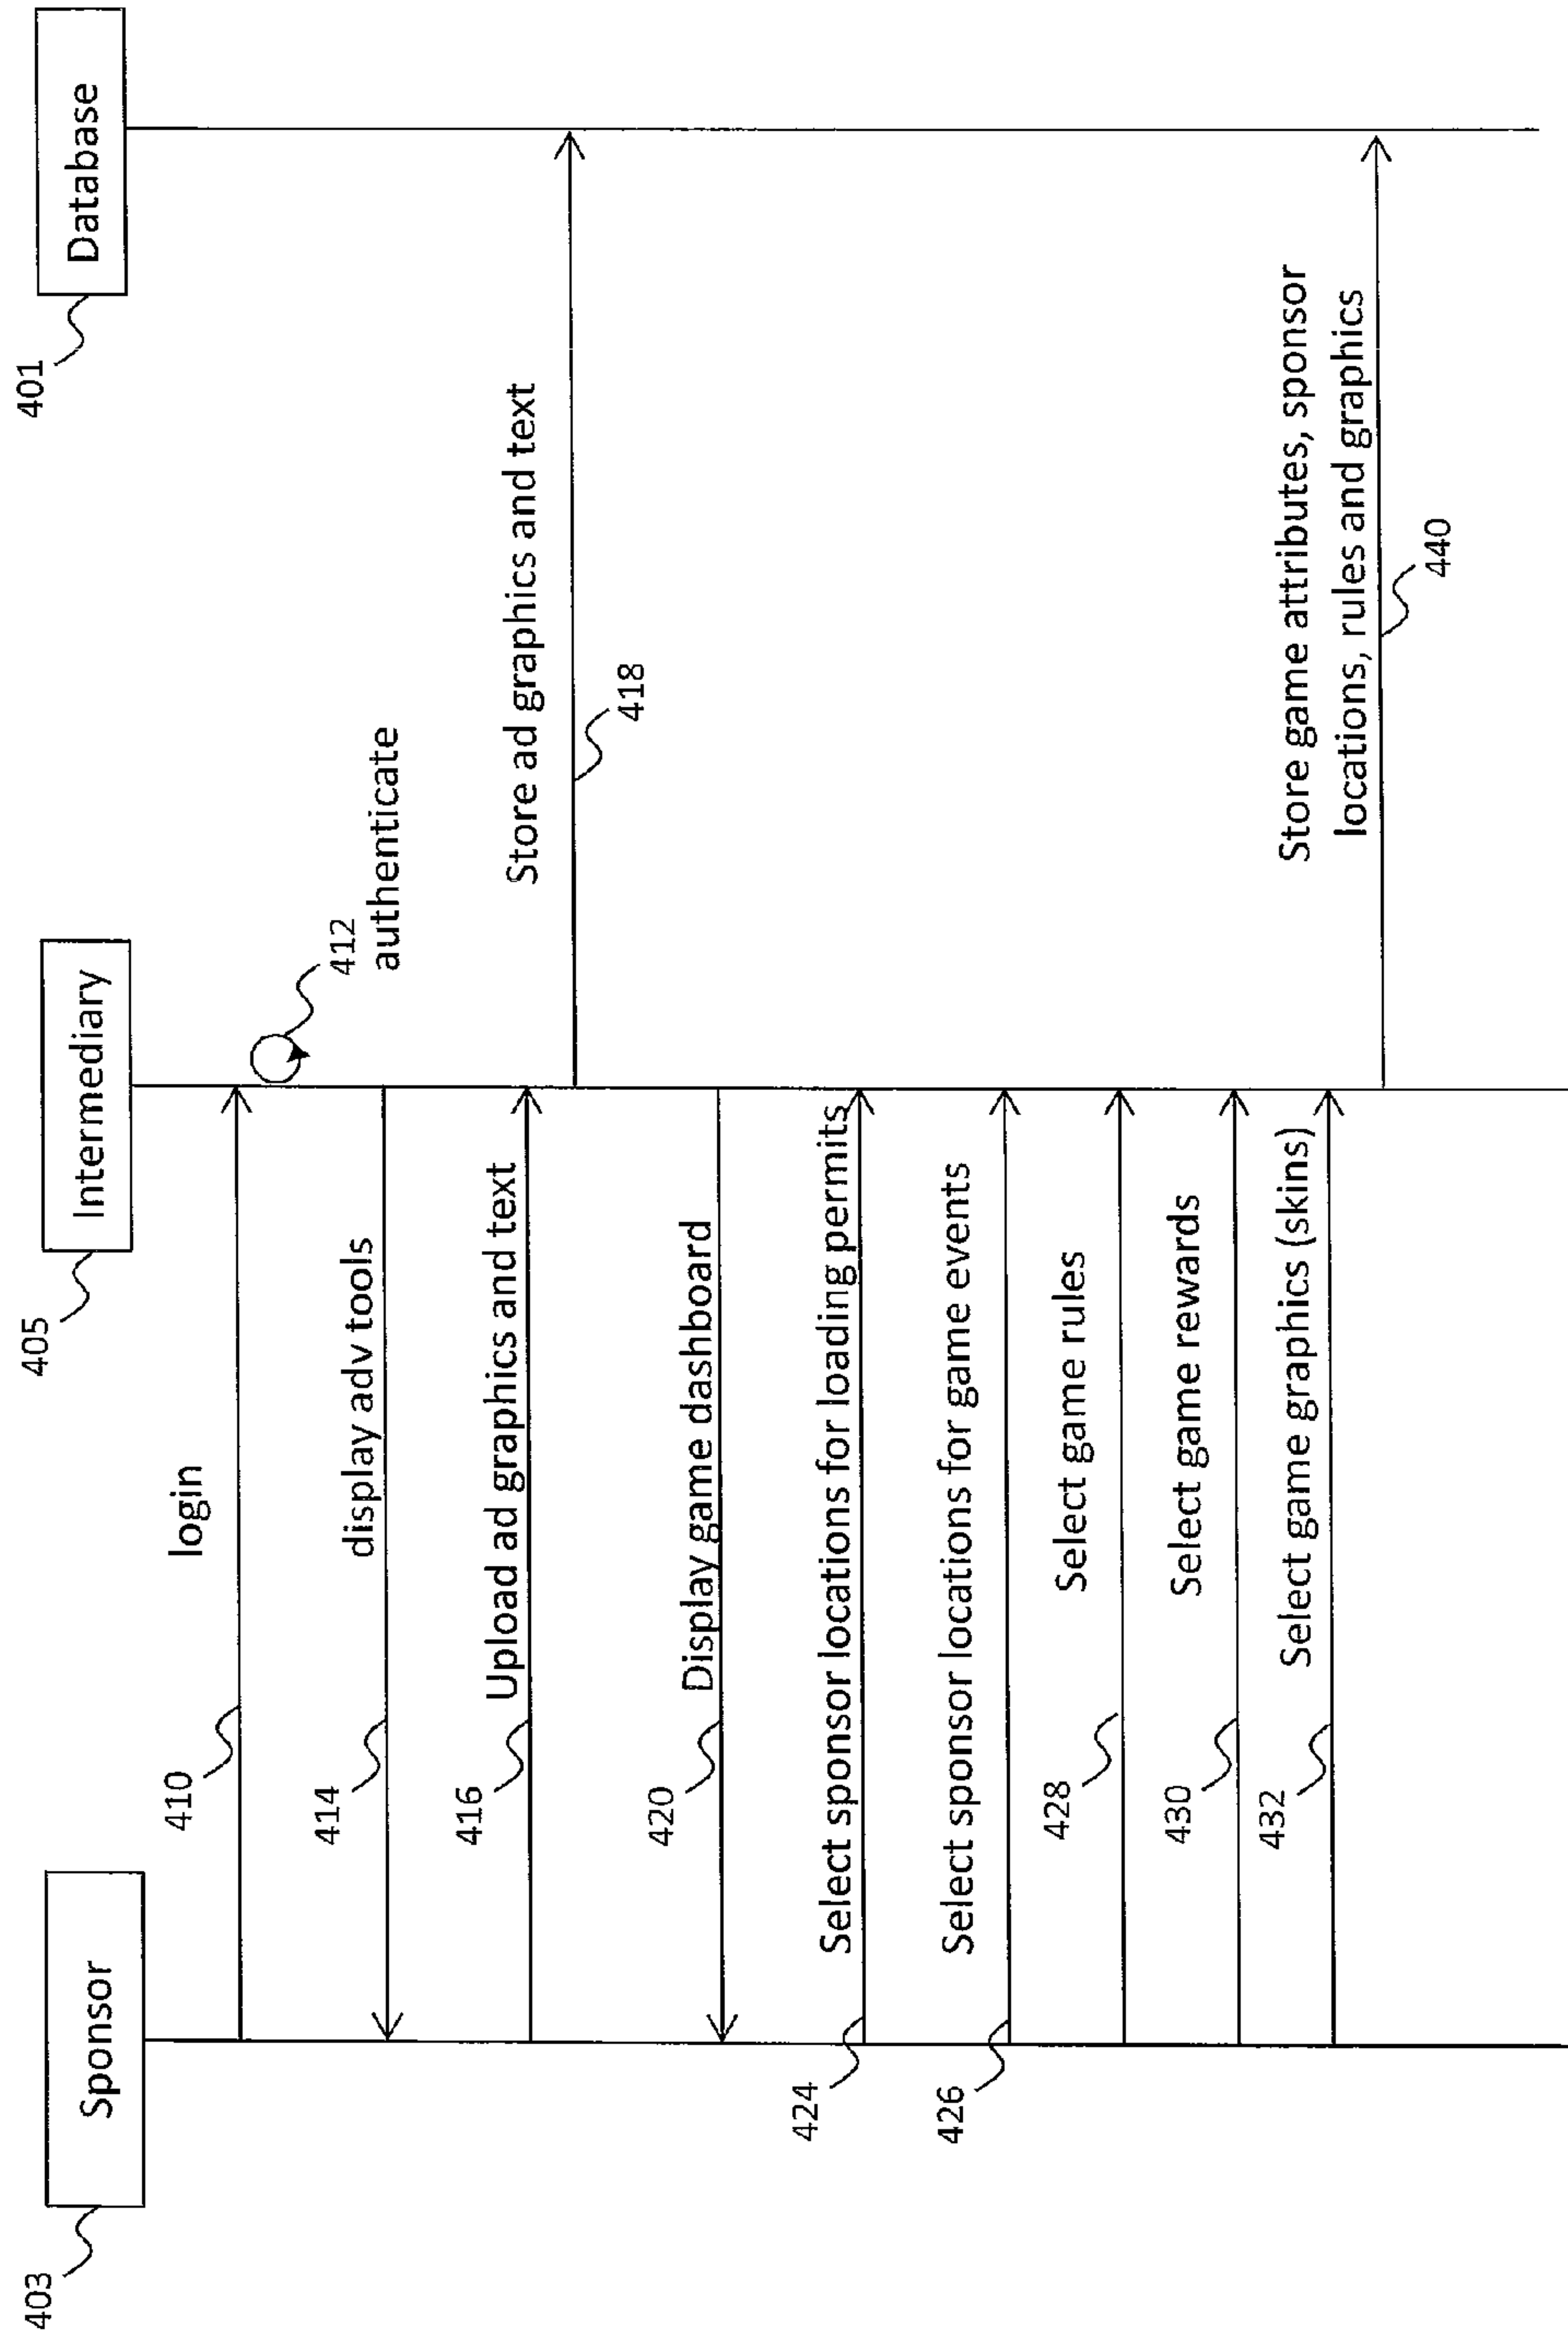 403
Sponsor
405
Intermediary
401
Database
410
login
412
authenticate
414
display adv tools
416
Upload ad graphics and text
Store ad graphics and text
418
420
Display game dashboard
424
Select sponsor locations for loading permits
426
Select sponsor locations for game events
428
Select game rules
430
Select game rewards
432
Select game graphics (skins)
Store game attributes, sponsor
locations, rules and graphics
440